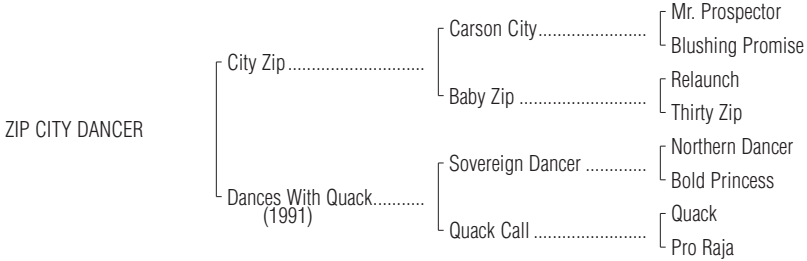 Mr. Prospector
Carson City........................
Blushing Promise
City Zip..............................
Relaunch
Baby Zip ............................
Thirty Zip
ZIP CITY DANCER
Northern Dancer
Sovereign Dancer .............
Bold Princess
Dances With Quack...........
(1991)
Quack
Quack Call ........................
Pro Raja